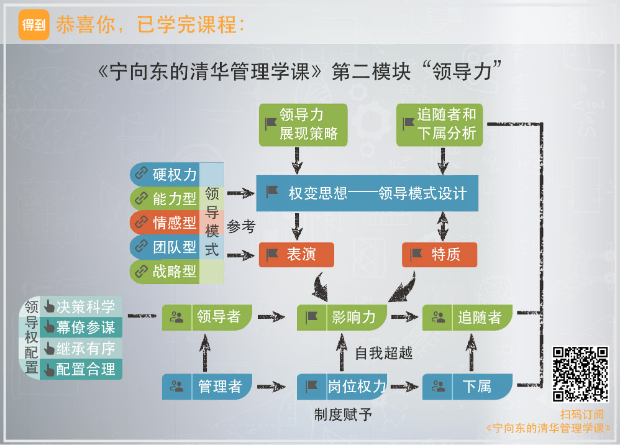 得到
恭喜你，已学完课程：
《宁向东的清华管理学课》第二模块“领导力”
领导力
展现策略
追随者和
下属分析
硬权力
能力型
情感型
团队型
战略型
领导模式
参考
权变思想——领导模式设计
表演
特质
领导权配置
决策科学
幕僚参谋
继承有序
配置合理
领导者
影响力
追随者
自我超越
管理者
岗位权力
下属
制度赋予
扫码订阅
《宁向东的清华管理学课》